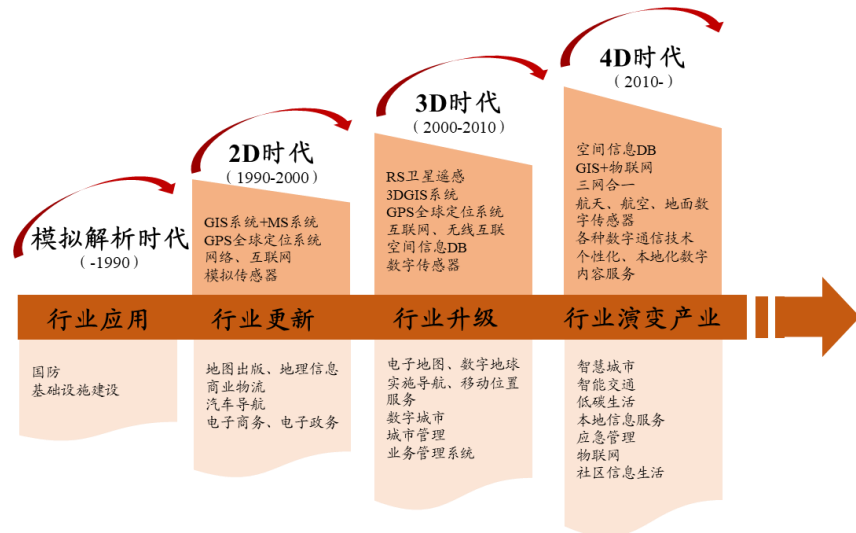 模拟解析时代
(-1990)
2D时代
(1990-2000)
GIS系统+MS系统
GPS全球定位系统
网络、互联网
模拟传感器
3D时代
(2000-2010)
RS卫星遥感
3DGIS系统
GPS全球定位系统
互联网、无线互联
空间信息DB
数字传感器
4D时代
(2010-)
空间信息DB
GIS+物联网
三网合一
航天、航空、地面数
字传感器
各种数字通信技术
个性化、本地化数字
内容服务
行业应用
行业更新
行业升级
行业演变产业
国防
基础设施建设
地图出版、地理信息
商业物流
汽车导航
电子商务、电子政务
电子地图、数字地球
实施导航、移动位置
服务
数字城市
城市管理
业务管理系统
智慧城市
智能交通
低碳生活
本地信息服务
应急管理
物联网
社区信息生活